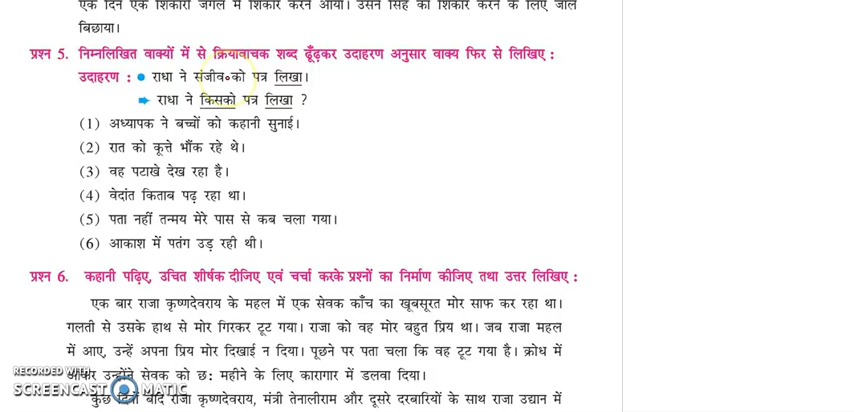 एक दिन एक शिकारी जंगल में शिकार करने आया। उसने सिंह का शिकार करने के लिए जाल
बिछाया।
प्रश्न 5. निम्नलिखित वाक्यों में से क्रियावाचक शब्द ढूँढ़कर उदाहरण अनुसार वाक्य फिर से लिखिए :
उदाहरण : ● राधा ने संजीव को पत्र लिखा।
➡ राधा ने किसको पत्र लिखा ?
(1) अध्यापक ने बच्चों को कहानी सुनाई।
(2) रात को कूत्ते भौंक रहे थे।
(3) वह पटाखे देख रहा है।
(4) वेदांत किताब पढ़ रहा था।
(5) पता नहीं तन्मय मेरे पास से कब चला गया।
(6) आकाश में पतंग उड़ रही थी।
प्रश्न 6. कहानी पढ़िए, उचित शीर्षक दीजिए एवं चर्चा करके प्रश्नों का निर्माण कीजिए तथा उत्तर लिखिए :
एक बार राजा कृष्णदेवराय के महल में एक सेवक काँच का खूबसूरत मोर साफ कर रहा था।
गलती से उसके हाथ से मोर गिरकर टूट गया। राजा को वह मोर बहुत प्रिय था। जब राजा महल
में आए, उन्हें अपना प्रिय मोर दिखाई न दिया। पूछने पर पता चला कि वह टूट गया है। क्रोध में
आकर उन्होंने सेवक को छः महीने के लिए कारागार में डलवा दिया।
कुछ दिनों बाद राजा कृष्णदेवराय, मंत्री तेनालीराम और दूसरे दरबारियों के साथ राजा उद्यान में
RECORDED WITH
SCREENCAST MATIC